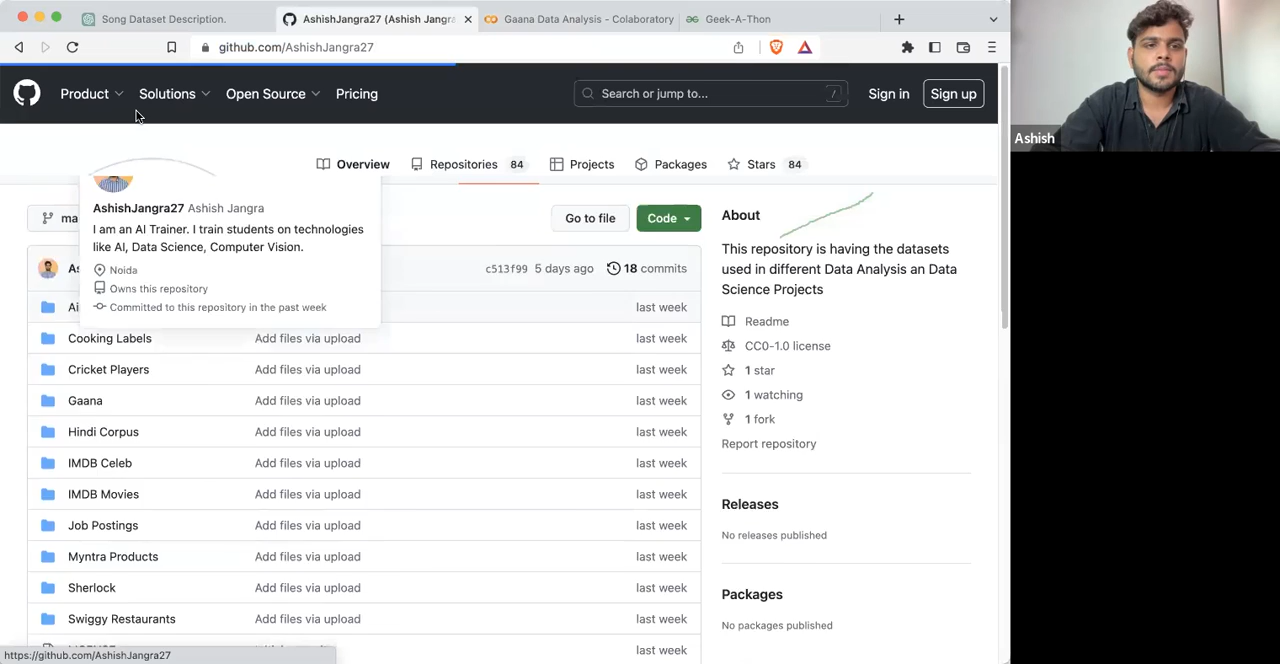 Song Dataset Description.
AshishJangra27 (Ashish Jangra
Gaana Data Analysis - Colaboratory
Geek-A-Thon
github.com/AshishJangra27
Product
Solutions
Open Source
Pricing
Search or jump to...
/
Sign in
Sign up
Ashish
Overview
Repositories 84
Projects
Packages
Stars 84
AshishJangra27 Ashish Jangra
I am an AI Trainer. I train students on technologies
like AI, Data Science, Computer Vision.
Noida
Owns this repository
Committed to this repository in the past week
Go to file
Code
c513f99 5 days ago 18 commits
last week
Cooking Labels Add files via upload last week
Cricket Players Add files via upload last week
Gaana Add files via upload last week
Hindi Corpus Add files via upload last week
IMDB Celeb Add files via upload last week
IMDB Movies Add files via upload last week
Job Postings Add files via upload last week
Myntra Products Add files via upload last week
Sherlock Add files via upload last week
Swiggy Restaurants Add files via upload last week
About
This repository is having the datasets
used in different Data Analysis an Data
Science Projects
Readme
CC0-1.0 license
1 star
1 watching
1 fork
Report repository
Releases
No releases published
Packages
No packages published
https://github.com/AshishJangra27